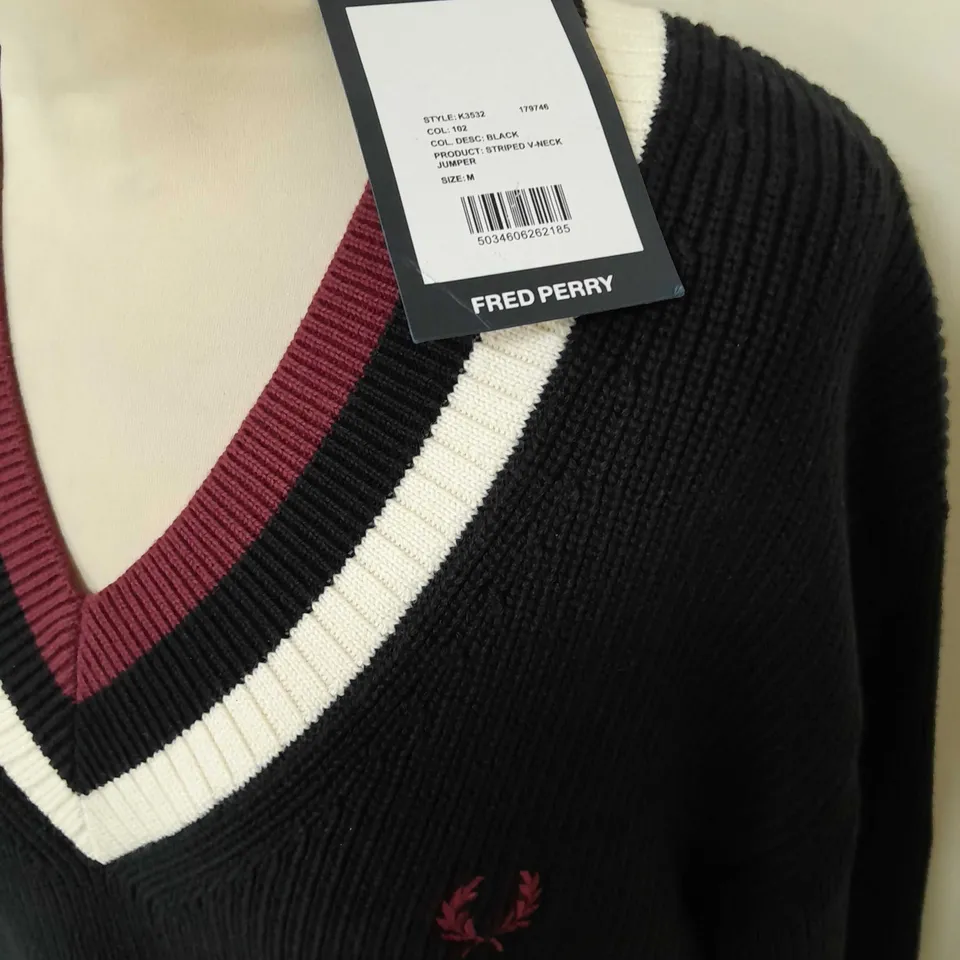 STYLE: K3532 179746
COL: 102
COL. DESC: BLACK
PRODUCT: STRIPED V-NECK
JUMPER
SIZE: M
5034606262185
FRED PERRY